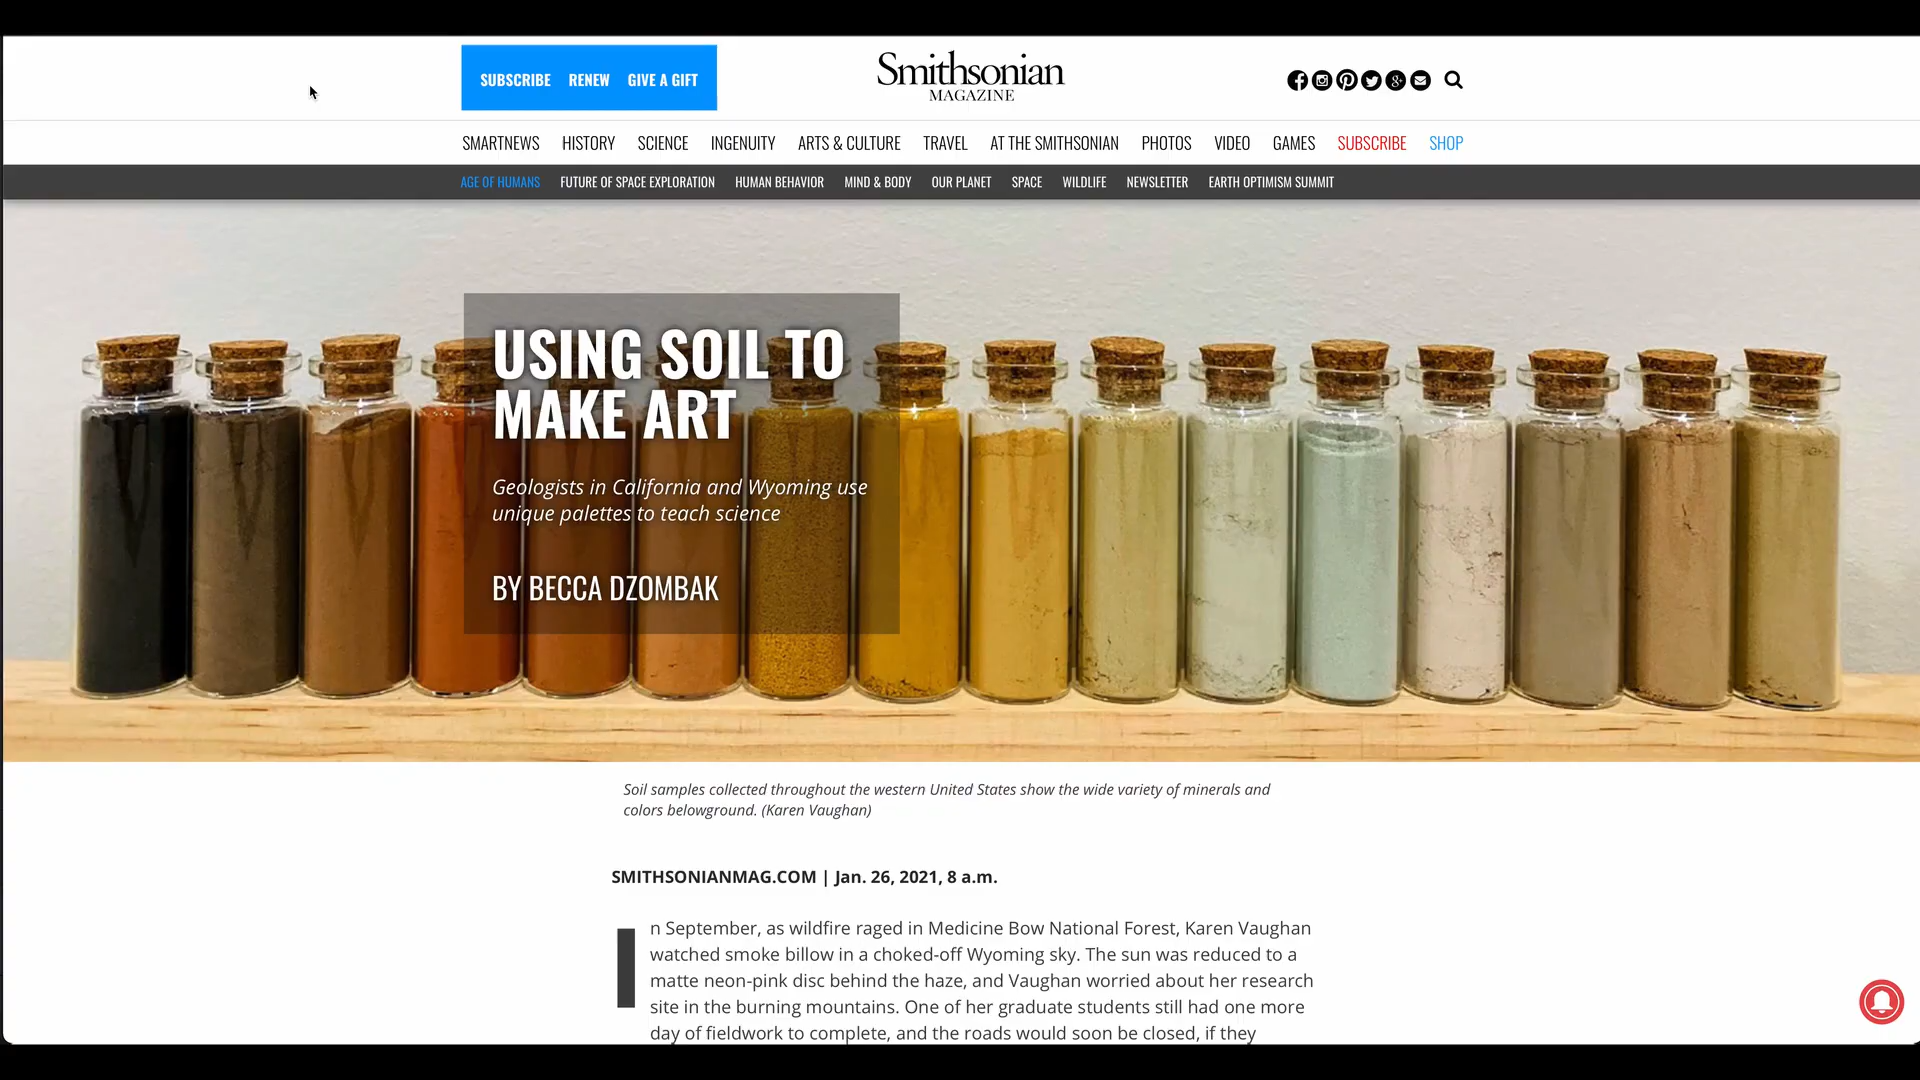 SUBSCRIBE RENEW GIVE A GIFT
Smithsonian
MAGAZINE
SMARTNEWS HISTORY SCIENCE INGENUITY ARTS & CULTURE TRAVEL AT THE SMITHSONIAN PHOTOS VIDEO GAMES SUBSCRIBE SHOP
AGE OF HUMANS FUTURE OF SPACE EXPLORATION HUMAN BEHAVIOR MIND & BODY OUR PLANET SPACE WILDLIFE NEWSLETTER EARTH OPTIMISM SUMMIT
USING SOIL TO
MAKE ART
Geologists in California and Wyoming use
unique palettes to teach science
BY BECCA DZOMBAK
Soil samples collected throughout the western United States show the wide variety of minerals and
colors belowground. (Karen Vaughan)
SMITHSONIANMAG.COM | Jan. 26, 2021, 8 a.m.
In September, as wildfire raged in Medicine Bow National Forest, Karen Vaughan
watched smoke billow in a choked-off Wyoming sky. The sun was reduced to a
matte neon-pink disc behind the haze, and Vaughan worried about her research
site in the burning mountains. One of her graduate students still had one more
day of fieldwork to complete, and the roads would soon be closed, if they